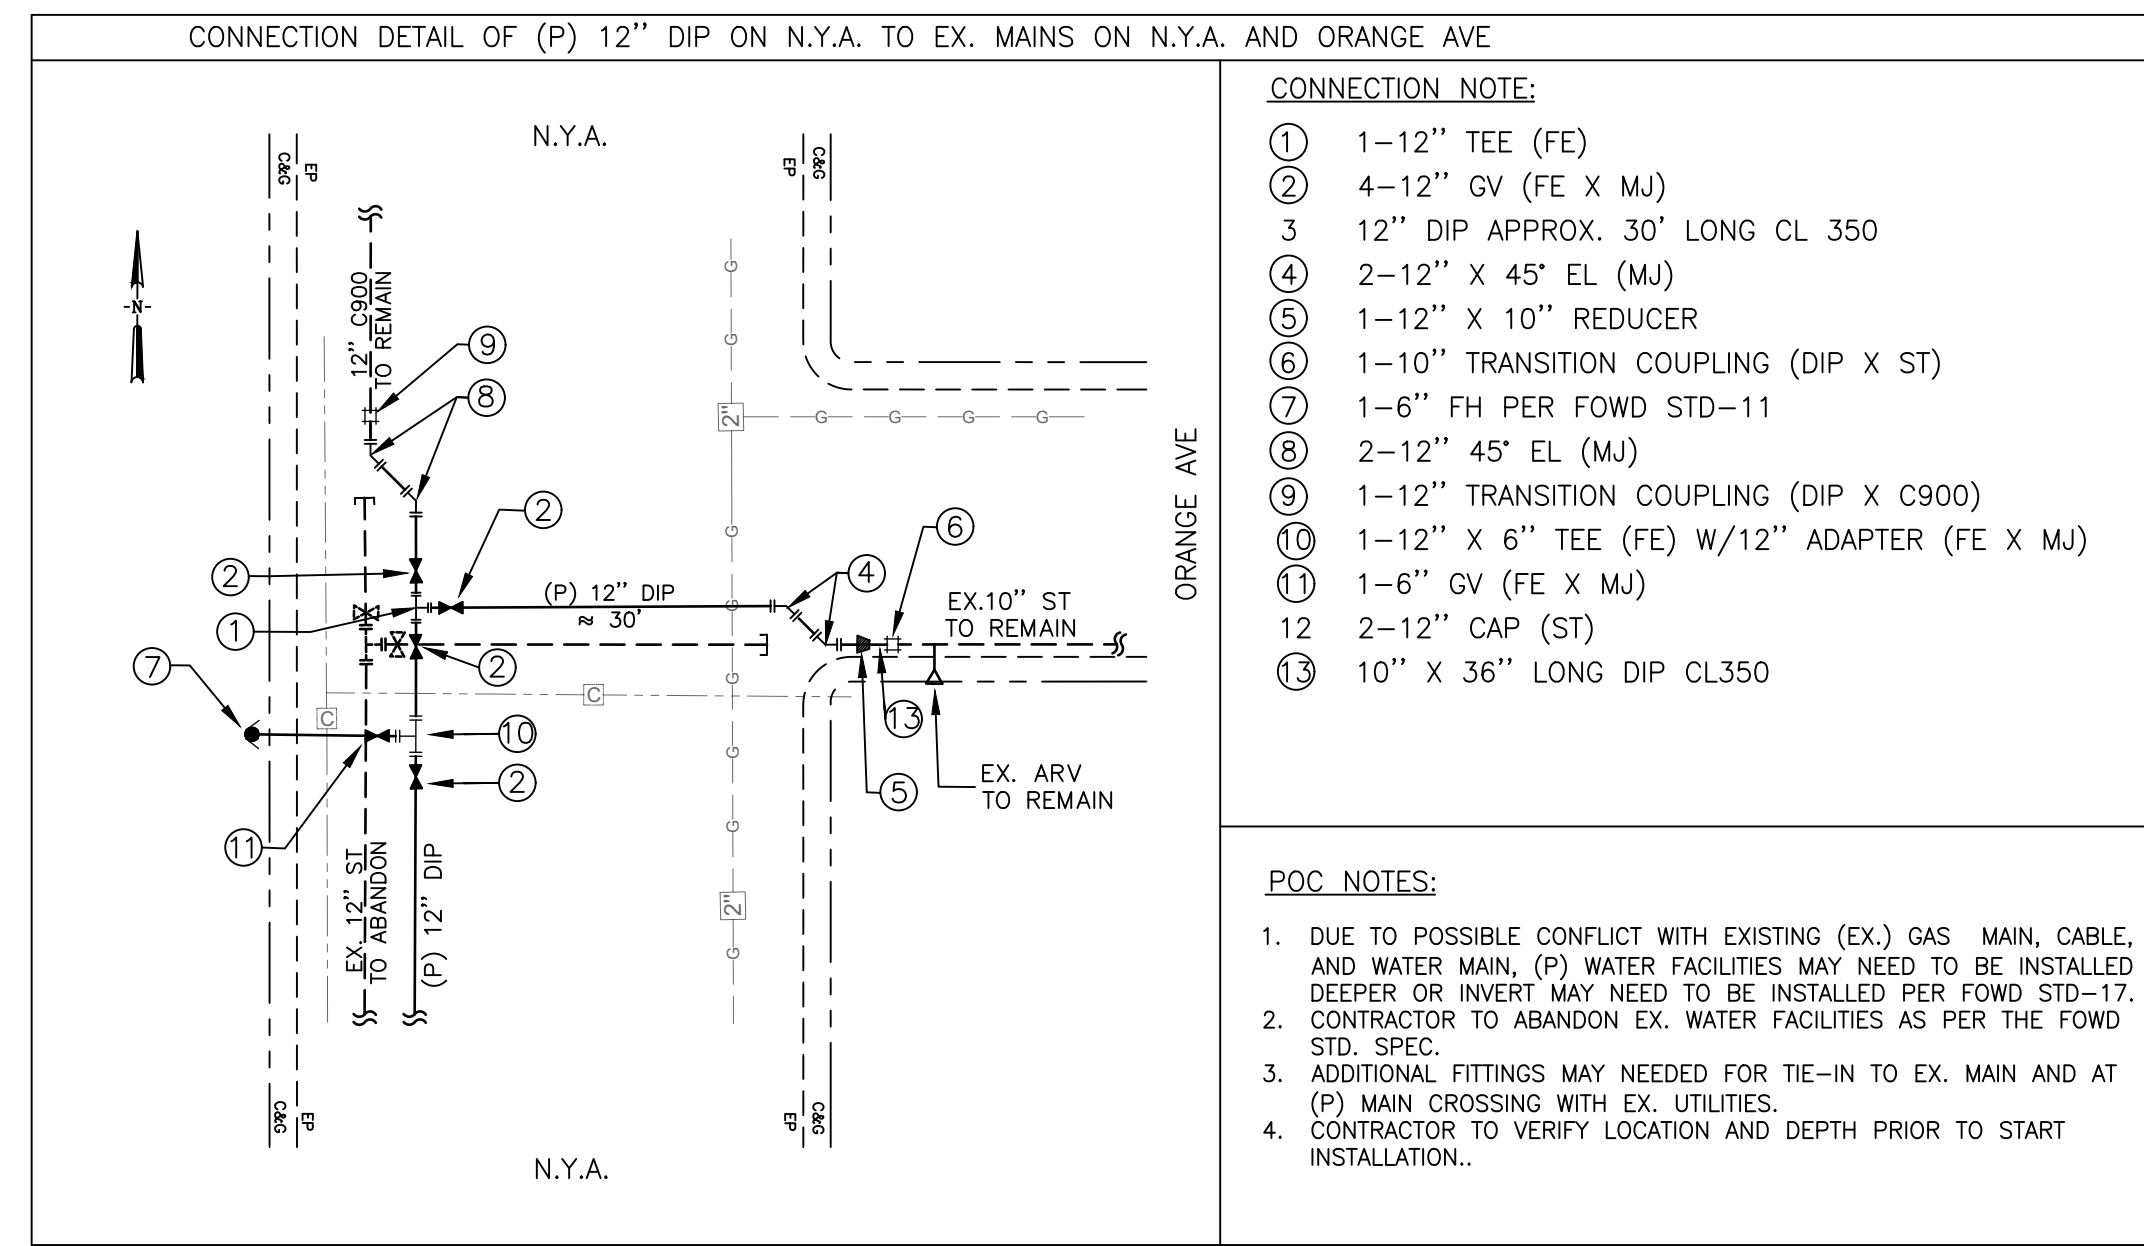 CONNECTION DETAIL OF (P) 12'' DIP ON N.Y.A. TO EX. MAINS ON N.Y.A. AND ORANGE AVE
N.Y.A.
C&G
EP
EP
C&G
-N-
12" C900
TO REMAIN
9
8
2
2
1
7
2
10
2
11
(P) 12'' DIP
≈ 30'
4
6
EX.10'' ST
TO REMAIN
13
5
EX. ARV
TO REMAIN
ORANGE AVE
G
G
G
2"
G
G
G
G
G
G
G
G
G
G
2"
G
C
C
EX. 12" ST
TO ABANDON
(P) 12" DIP
C&G
EP
EP
C&G
N.Y.A.
CONNECTION NOTE:
1 1-12'' TEE (FE)
2 4-12'' GV (FE X MJ)
3 12'' DIP APPROX. 30' LONG CL 350
4 2-12'' X 45° EL (MJ)
5 1-12'' X 10'' REDUCER
6 1-10'' TRANSITION COUPLING (DIP X ST)
7 1-6'' FH PER FOWD STD-11
8 2-12'' 45° EL (MJ)
9 1-12'' TRANSITION COUPLING (DIP X C900)
10 1-12'' X 6'' TEE (FE) W/12'' ADAPTER (FE X MJ)
11 1-6'' GV (FE X MJ)
12 2-12'' CAP (ST)
13 10'' X 36'' LONG DIP CL350
POC NOTES:
1. DUE TO POSSIBLE CONFLICT WITH EXISTING (EX.) GAS MAIN, CABLE,
AND WATER MAIN, (P) WATER FACILITIES MAY NEED TO BE INSTALLED
DEEPER OR INVERT MAY NEED TO BE INSTALLED PER FOWD STD-17.
2. CONTRACTOR TO ABANDON EX. WATER FACILITIES AS PER THE FOWD
STD. SPEC.
3. ADDITIONAL FITTINGS MAY NEEDED FOR TIE-IN TO EX. MAIN AND AT
(P) MAIN CROSSING WITH EX. UTILITIES.
4. CONTRACTOR TO VERIFY LOCATION AND DEPTH PRIOR TO START
INSTALLATION..